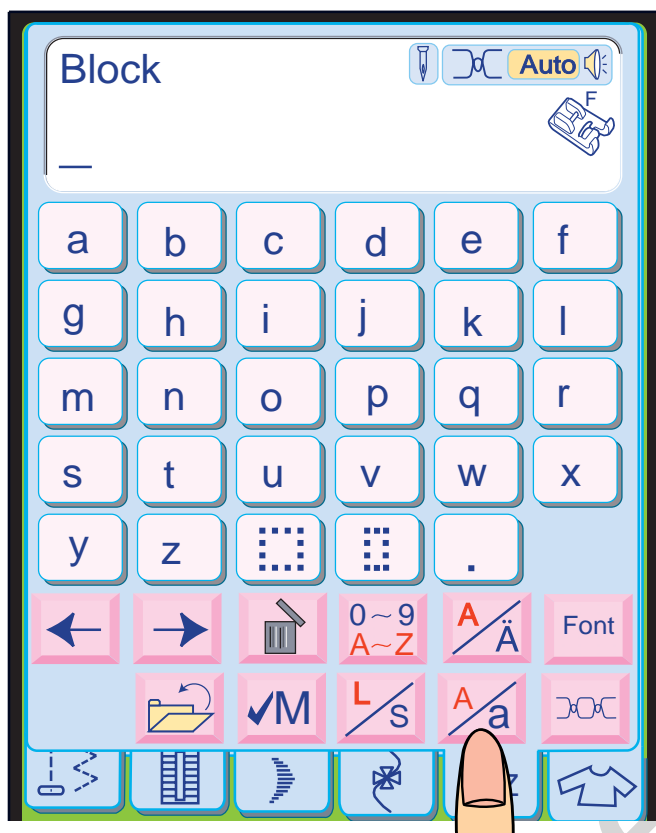 Block Auto
F
_
a b c d e f
g h i j k l
m n o p q r
s t u v w x
y z .
0~9 A/Ä Font
A~Z
✓M L/s A/a
z